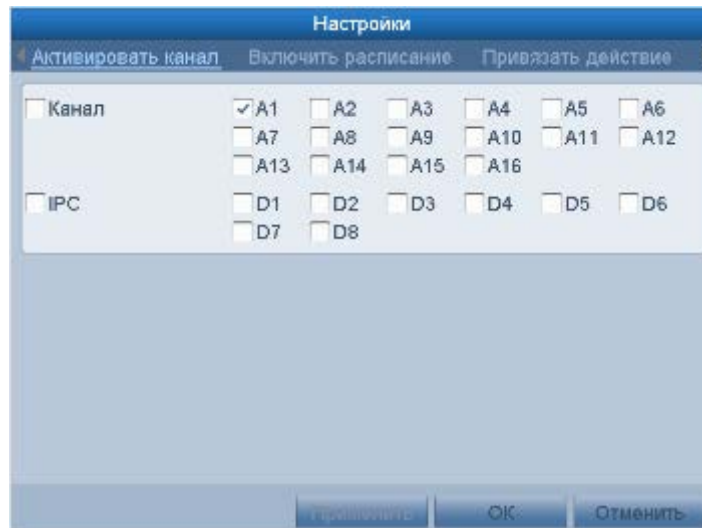 Настройки
Активировать канал Включить расписание Привязать действие
Канал A1 A2 A3 A4 A5 A6
A7 A8 A9 A10 A11 A12
A13 A14 A15 A16
IPC D1 D2 D3 D4 D5 D6
D7 D8
Применить OK Отменить